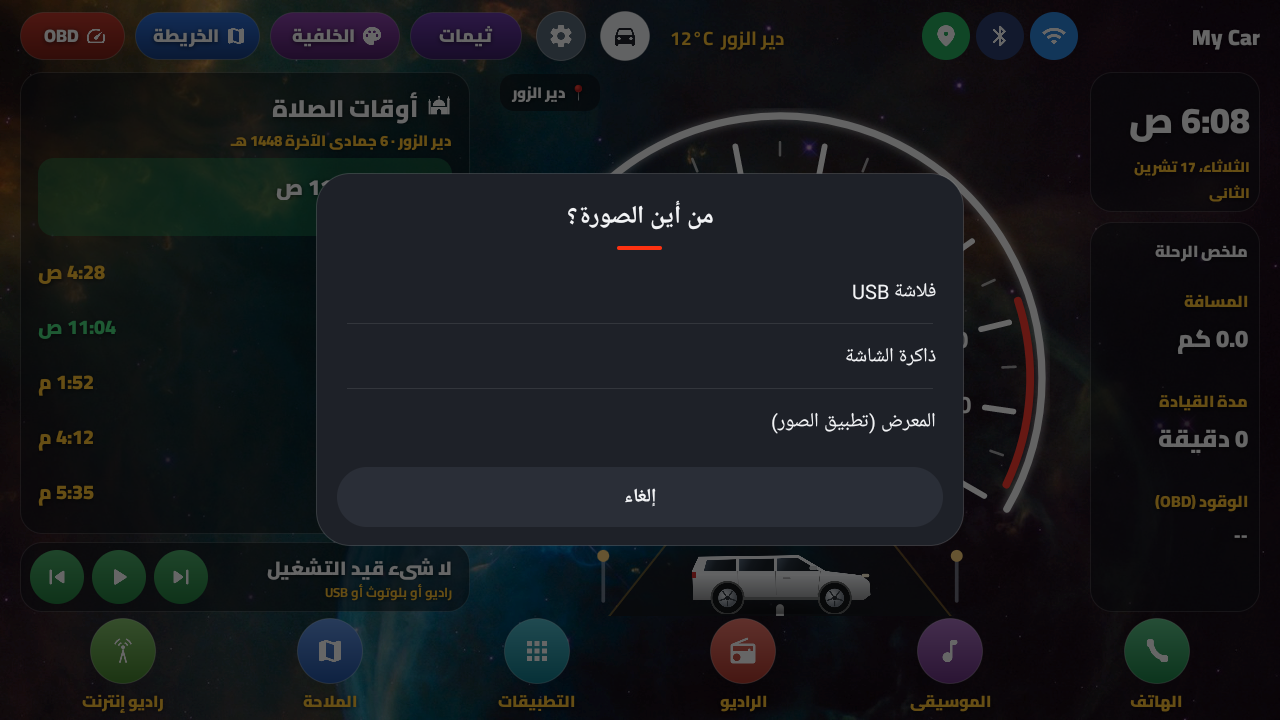 My Car
دير الزور 12°C
ثيمات
الخلفية
الخريطة
OBD
6:08 ص
الثلاثاء، 17 تشرين
الثاني
ملخص الرحلة
المسافة
0.0 كم
مدة القيادة
0 دقيقة
الوقود (OBD)
--
دير الزور
أوقات الصلاة
دير الزور · 6 جمادى الآخرة 1448 هـ
ص
4:28 ص
11:04 ص
1:52 م
4:12 م
5:35 م
من أين الصورة؟
فلاشة USB
ذاكرة الشاشة
المعرض (تطبيق الصور)
إلغاء
لا شيء قيد التشغيل
راديو أو بلوتوث أو USB
الهاتف
الموسيقى
الراديو
التطبيقات
الملاحة
راديو إنترنت